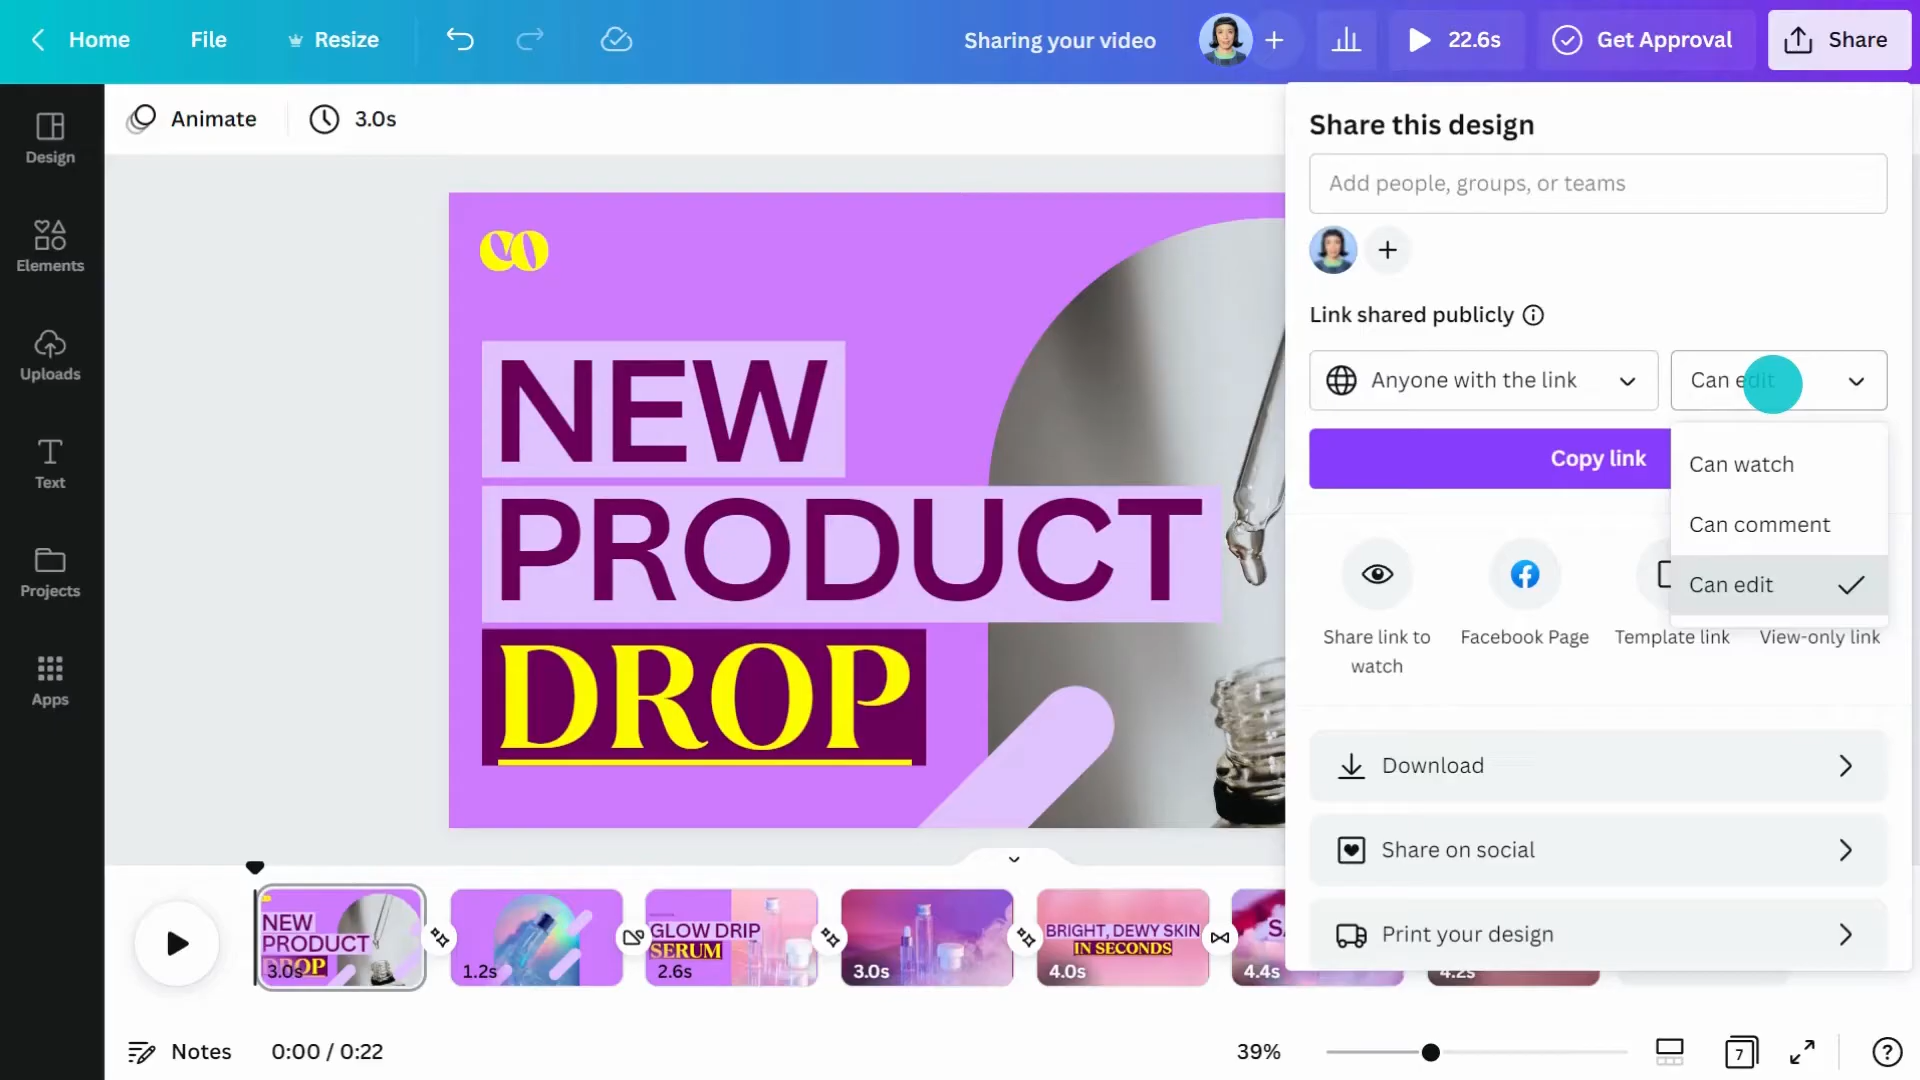 Home
File
Resize
Sharing your video
22.6s
Get Approval
Share
Design
Elements
Uploads
Text
Projects
Apps
Animate
3.0s
CO
NEW
PRODUCT
DROP
Share this design
Add people, groups, or teams
Link shared publicly
Anyone with the link
Can edit
Copy link
Can watch
Can comment
Can edit
Share link to
watch
Facebook Page
Template link
View-only link
Download
Share on social
Print your design
NEW
PRODUCT
DROP
3.0s
1.2s
GLOW DRIP
SERUM
2.6s
3.0s
BRIGHT, DEWY SKIN
IN SECONDS
4.0s
4.4s
4.2s
Notes
0:00 / 0:22
39%
7